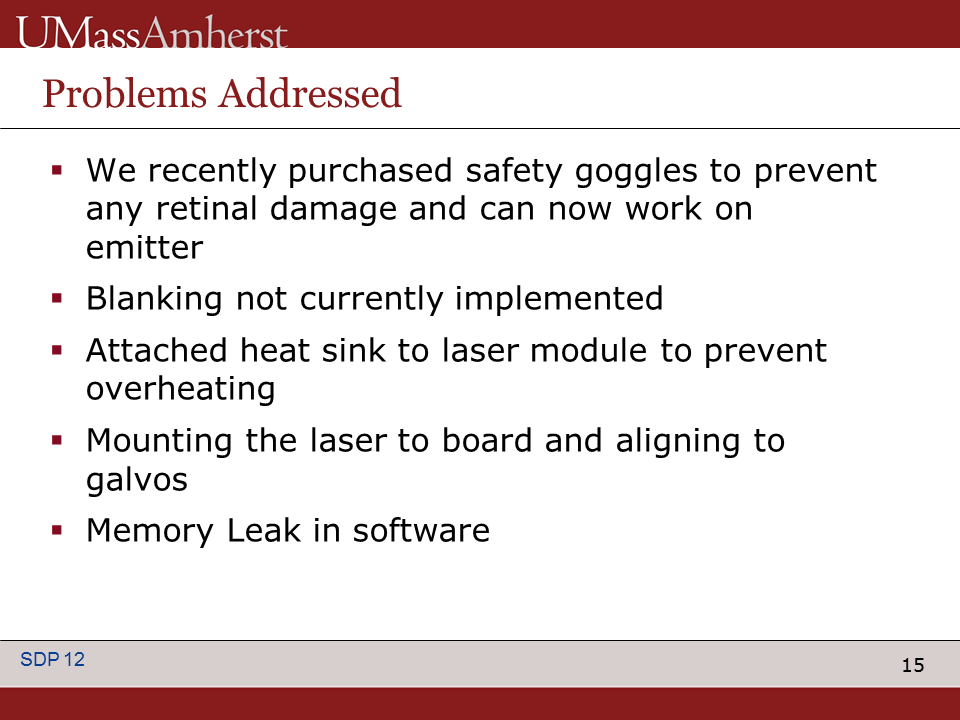 UMassAmherst
Problems Addressed
▪ We recently purchased safety goggles to prevent
any retinal damage and can now work on
emitter
▪ Blanking not currently implemented
▪ Attached heat sink to laser module to prevent
overheating
▪ Mounting the laser to board and aligning to
galvos
▪ Memory Leak in software
SDP 12
15